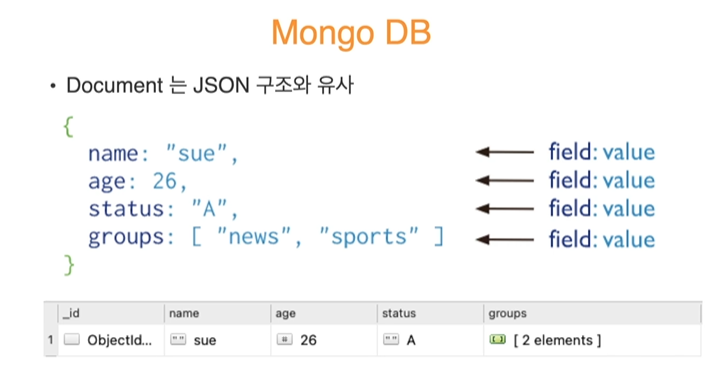 Mongo DB
• Document 는 JSON 구조와 유사
{
name: "sue", field: value
age: 26, field: value
status: "A", field: value
groups: [ "news", "sports" ] field: value
}
_id name age status groups
1 ObjectId... "" sue # 26 "" A [ 2 elements ]